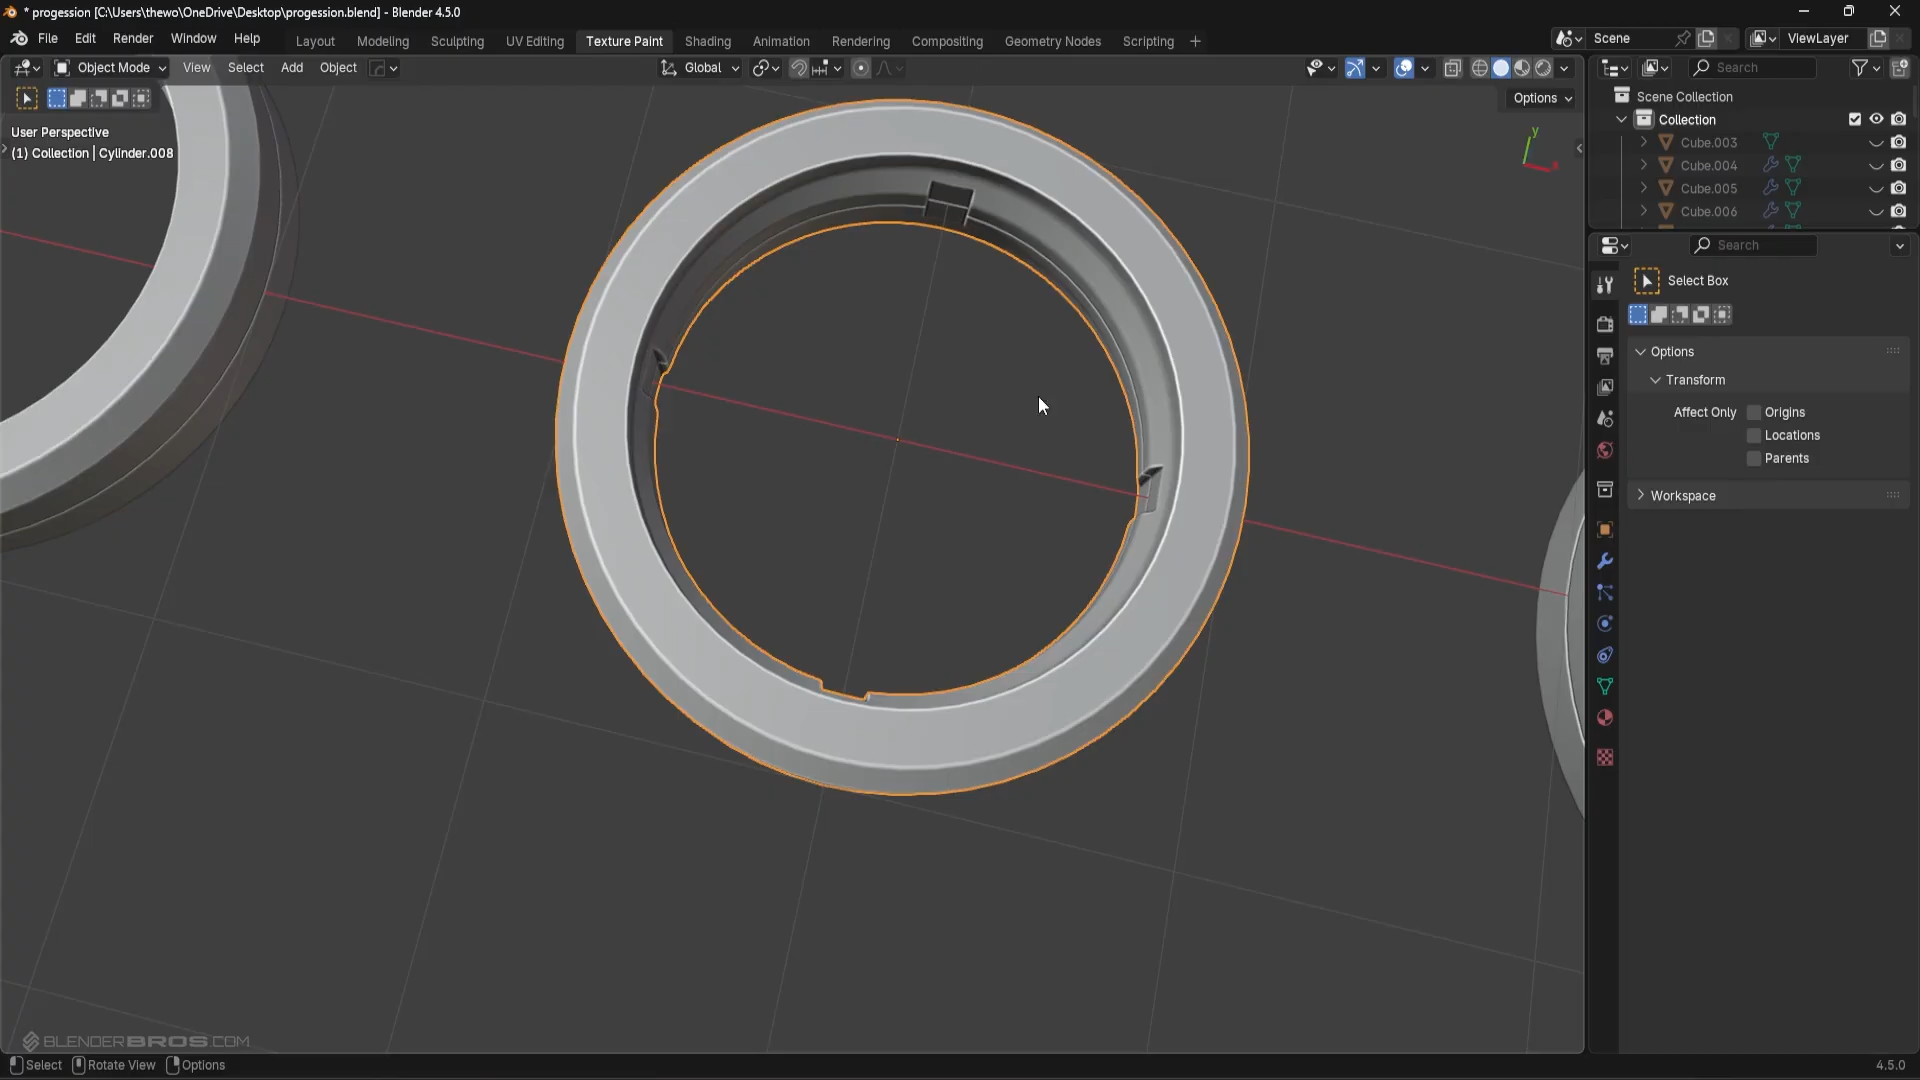 * progession [C:\Users\thewo\OneDrive\Desktop\progession.blend] - Blender 4.5.0
File Edit Render Window Help Layout Modeling Sculpting UV Editing Texture Paint Shading Animation Rendering Compositing Geometry Nodes Scripting + Scene ViewLayer
Object Mode View Select Add Object Global Search
Options
User Perspective
(1) Collection | Cylinder.008
y
x
Scene Collection
Collection
Cube.003
Cube.004
Cube.005
Cube.006
Search
Select Box
Options
Transform
Affect Only Origins
Locations
Parents
Workspace
BLENDERBROS.COM
Select Rotate View Options 4.5.0